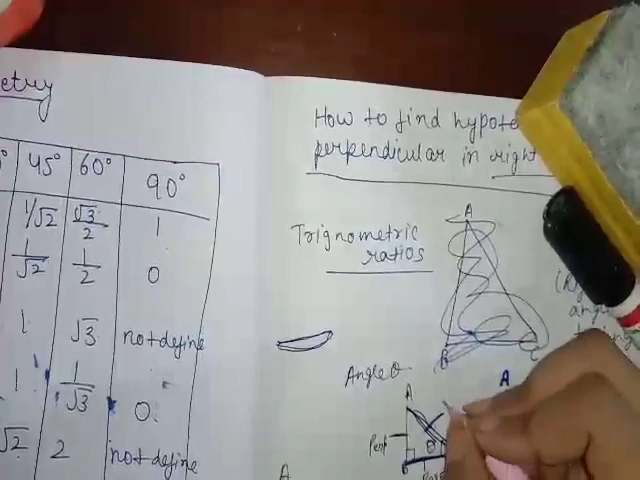 etry
45° 60° 90°
1/√2 √3/2 1
1/√2 1/2 0
1 √3 not define
1 1/√3 0
√2 2 not define
How to find hypote
perpendicular in right
Trignometric
ratios
A
B C
Angle θ
A
A
Perp
θ
B
A